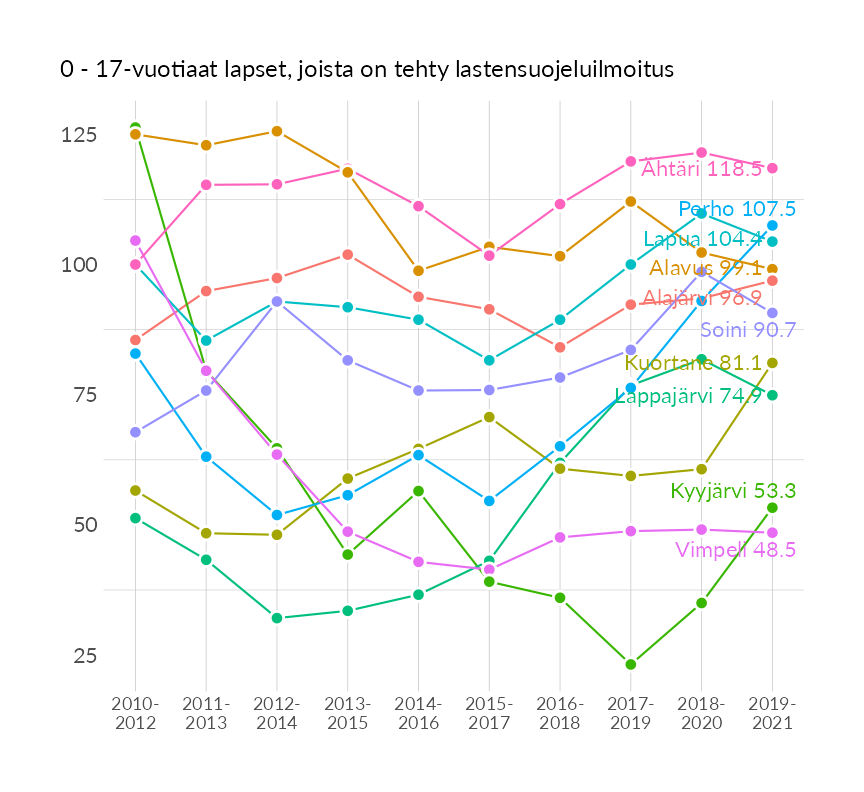 0 - 17-vuotiaat lapset, joista on tehty lastensuojeluilmoitus
125
100
75
50
25
Ähtäri 118.5
Perho 107.5
Lapua 104.4
Alavus 99.1
Alajärvi 96.9
Soini 90.7
Kuortane 81.1
Lappajärvi 74.9
Kyyjärvi 53.3
Vimpeli 48.5
2010- 2011- 2012- 2013- 2014- 2015- 2016- 2017- 2018- 2019-
2012 2013 2014 2015 2016 2017 2018 2019 2020 2021